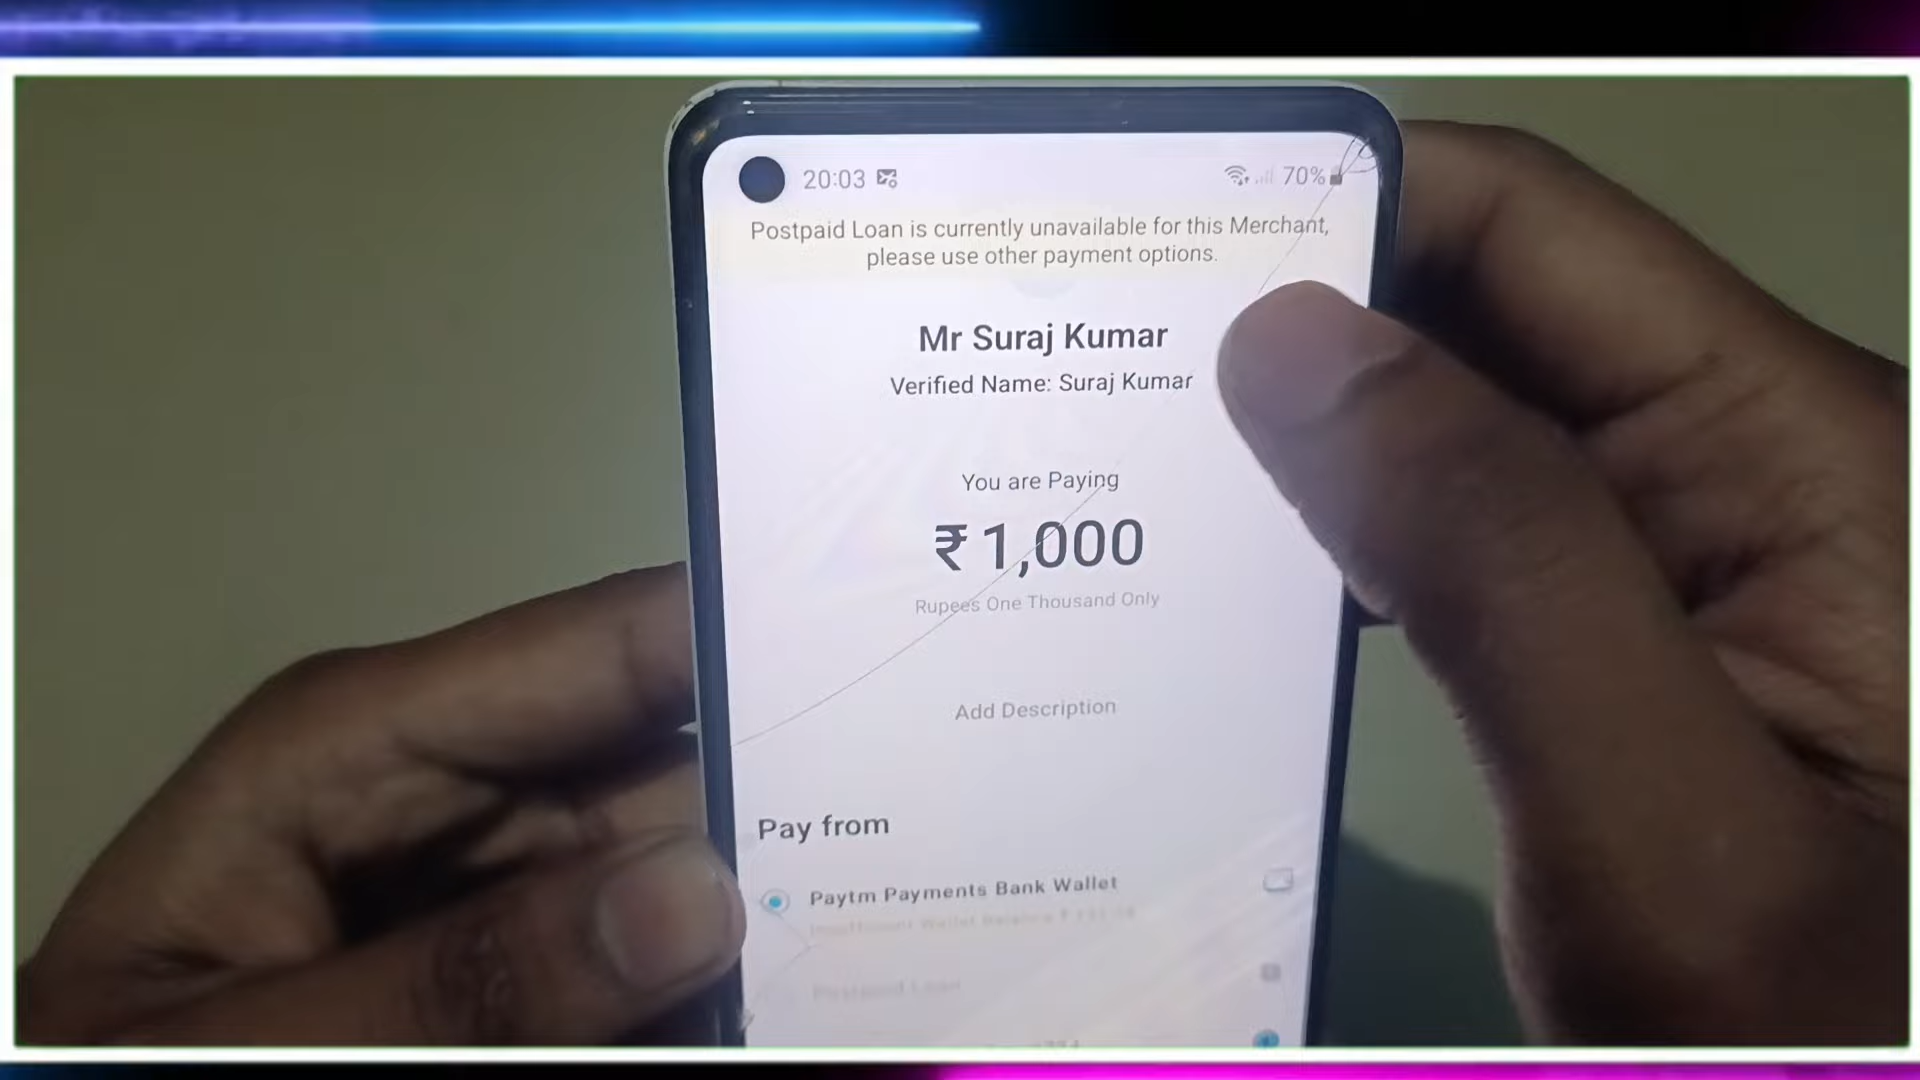 20:03
70%
Postpaid Loan is currently unavailable for this Merchant,
please use other payment options.
Mr Suraj Kumar
Verified Name: Suraj Kumar
You are Paying
₹ 1,000
Rupees One Thousand Only
Add Description
Pay from
Paytm Payments Bank Wallet
Postpaid Loan